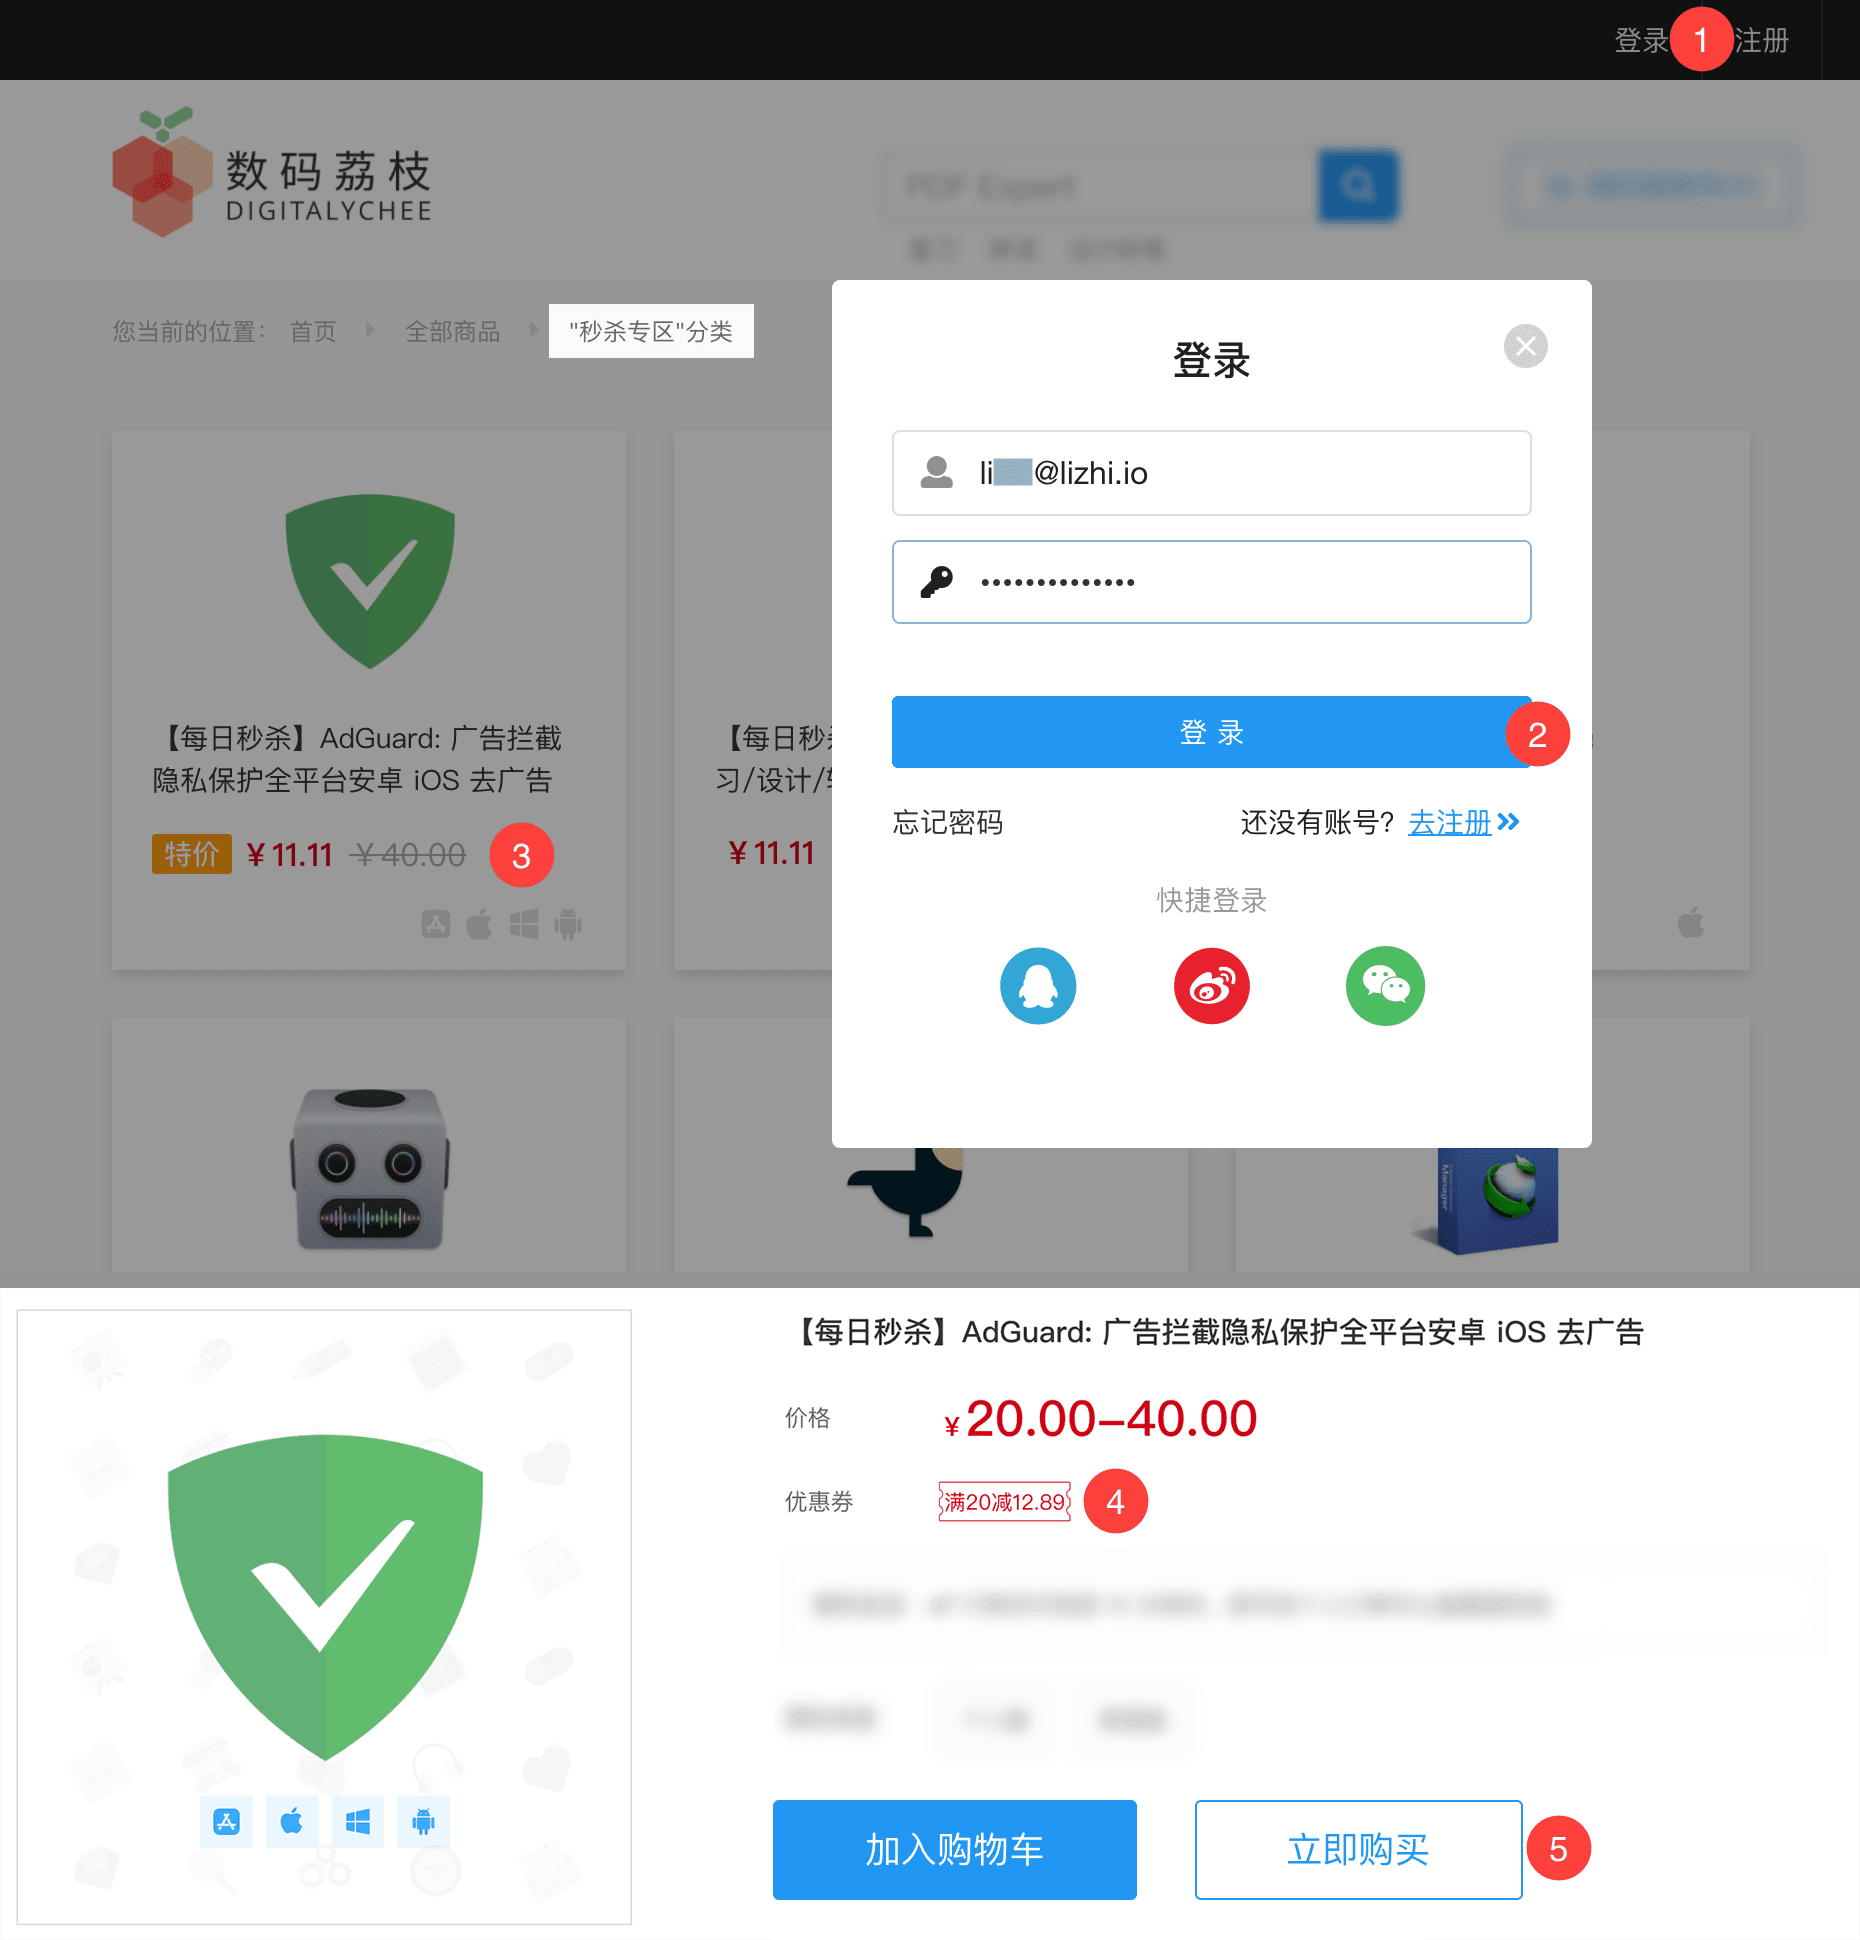 登录 1 注册
数码荔枝
DIGITALYCHEE
PDF Expert
您当前的位置： 首页 全部商品 "秒杀专区"分类
登录
li @lizhi.io
••••••••••••••
登 录 2
忘记密码 还没有账号? 去注册
快捷登录
【每日秒杀】AdGuard: 广告拦截
隐私保护全平台安卓 iOS 去广告
特价 ¥ 11.11 ¥ 40.00 3
【每日秒
习/设计/
¥ 11.11
Manager
【每日秒杀】AdGuard: 广告拦截隐私保护全平台安卓 iOS 去广告
价格 ¥ 20.00–40.00
优惠券 满20减12.89 4
加入购物车 立即购买 5